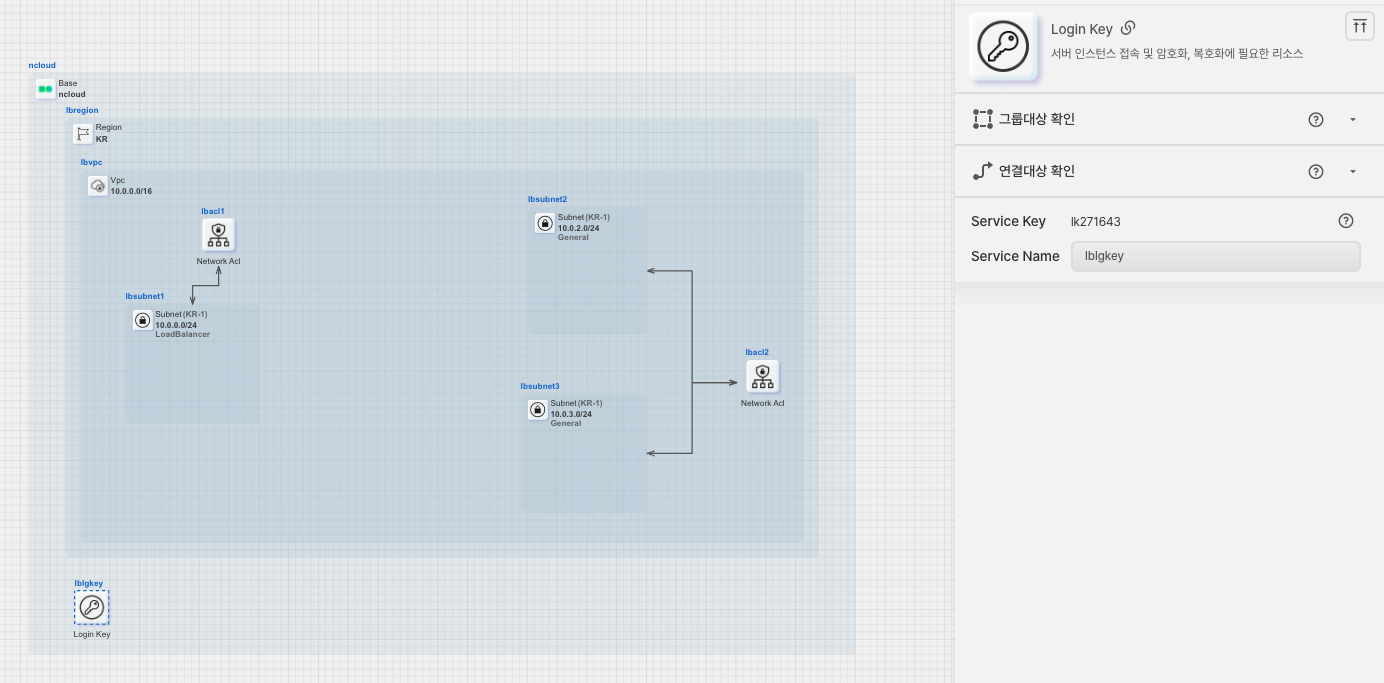 ncloud
Base
ncloud
lbregion
Region
KR
lbvpc
Vpc
10.0.0.0/16
lbacl1
Network Acl
lbsubnet1
Subnet (KR-1)
10.0.0.0/24
LoadBalancer
lbsubnet2
Subnet (KR-1)
10.0.2.0/24
General
lbacl2
Network Acl
lbsubnet3
Subnet (KR-1)
10.0.3.0/24
General
lblgkey
Login Key
Login Key
서버 인스턴스 접속 및 암호화, 복호화에 필요한 리소스
그룹대상 확인
연결대상 확인
Service Key lk271643
Service Name lblgkey